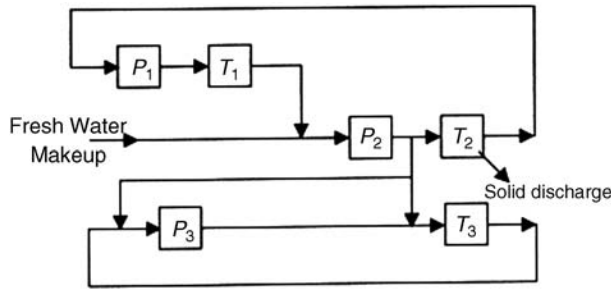 P₁
T₁
Fresh Water
Makeup
P₂
T₂
Solid discharge
P₃
T₃